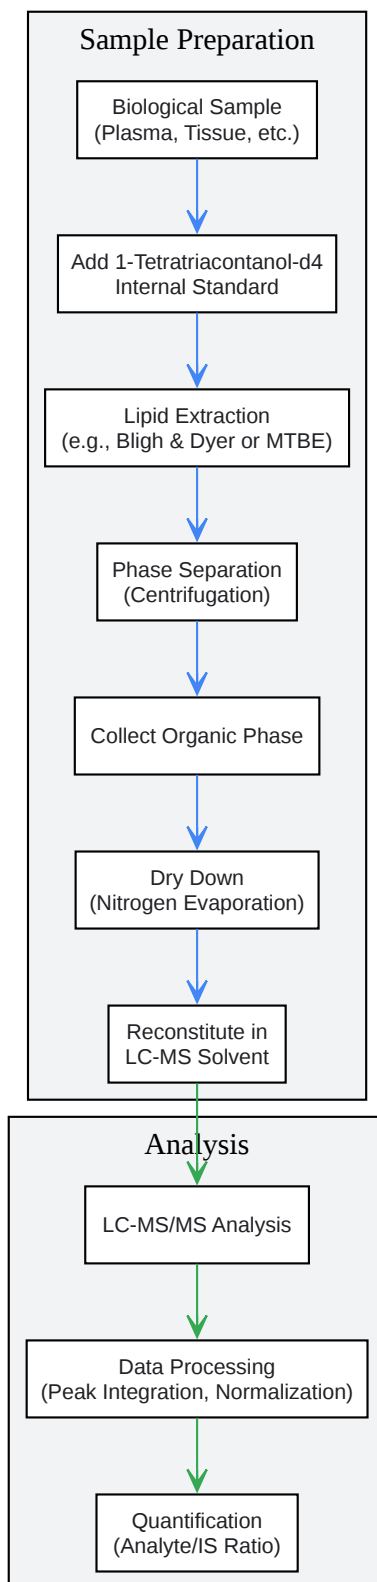 Sample Preparation
Biological Sample
(Plasma, Tissue, etc.)
Add 1-Tetratriacontanol-d4
Internal Standard
Lipid Extraction
(e.g., Bligh & Dyer or MTBE)
Phase Separation
(Centrifugation)
Collect Organic Phase
Dry Down
(Nitrogen Evaporation)
Reconstitute in
LC-MS Solvent
Analysis
LC-MS/MS Analysis
Data Processing
(Peak Integration, Normalization)
Quantification
(Analyte/IS Ratio)